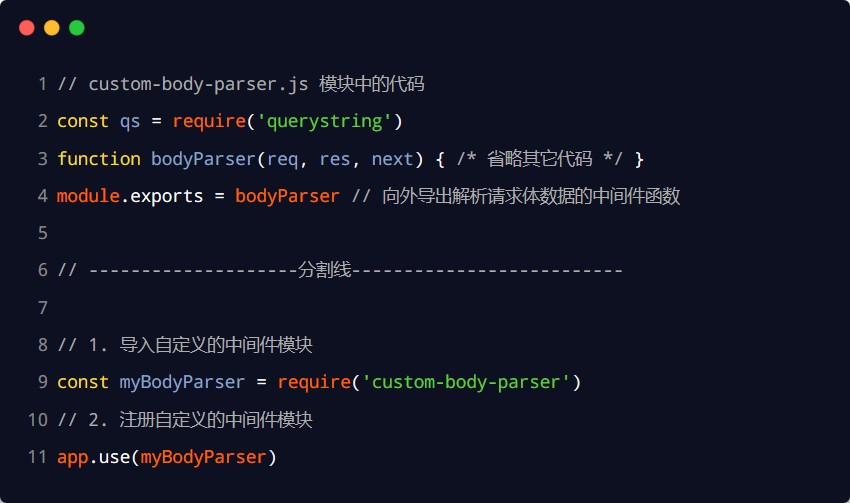 1 // custom-body-parser.js 模块中的代码
2 const qs = require('querystring')
3 function bodyParser(req, res, next) { /* 省略其它代码 */ }
4 module.exports = bodyParser // 向外导出解析请求体数据的中间件函数
5
6 // --------------------分割线--------------------------
7
8 // 1. 导入自定义的中间件模块
9 const myBodyParser = require('custom-body-parser')
10 // 2. 注册自定义的中间件模块
11 app.use(myBodyParser)